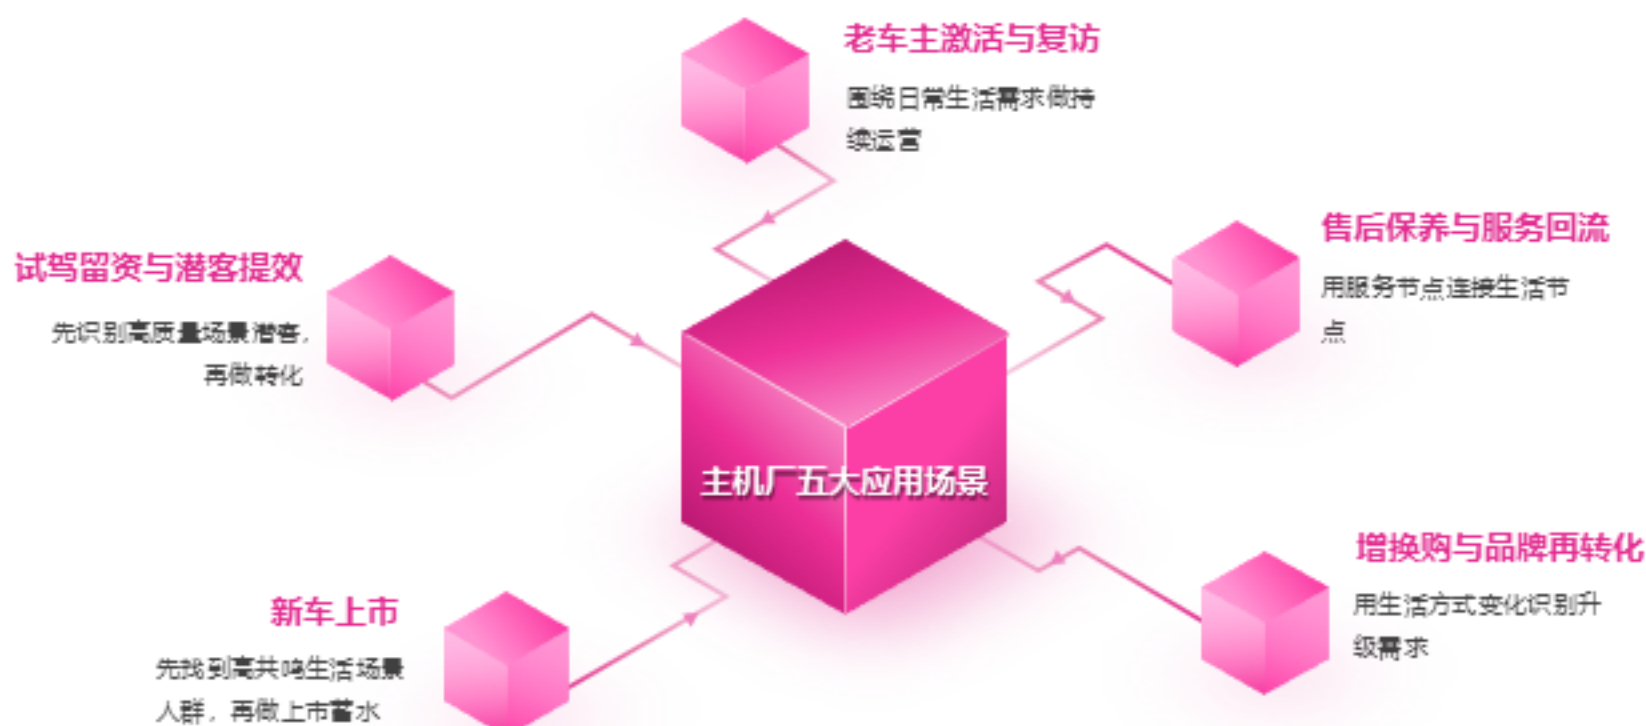 老车主激活与复访
围绕日常生活需求做持
续运营
售后保养与服务回流
用服务节点连接生活节
点
试驾留资与潜客提效
先识别高质量场景潜客，
再做转化
主机厂五大应用场景
增换购与品牌再转化
用生活方式变化识别升
级需求
新车上市
先找到高共鸣生活场景
人群，再做上市蓄水